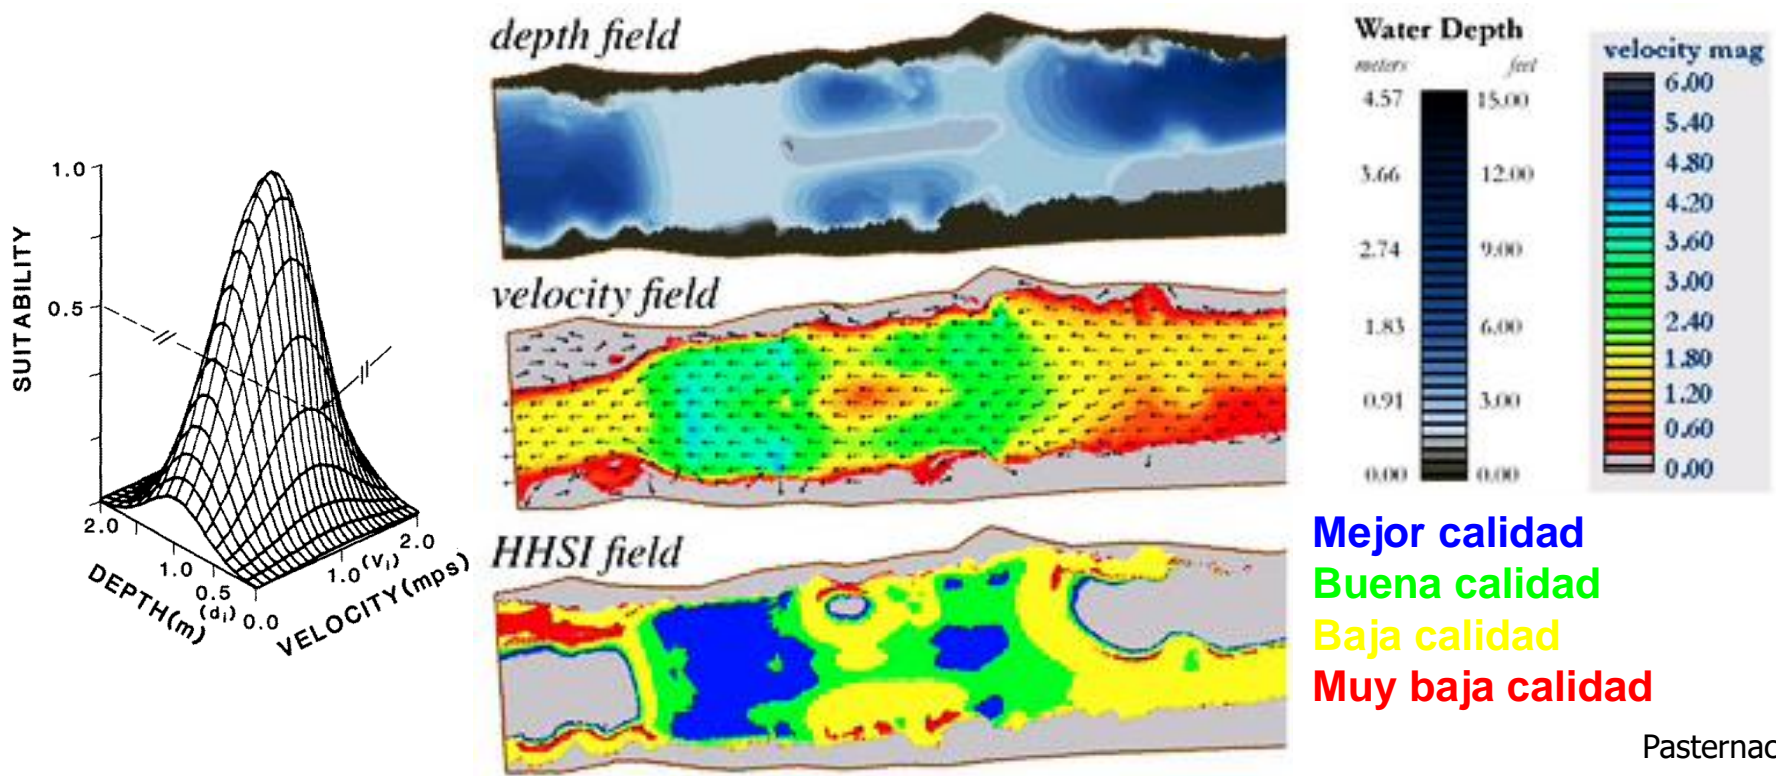 SUITABILITY
1.0
0.5
2.0
1.0
0.5
(di)
0.0
DEPTH(m)
2.0
1.0
(Vi)
VELOCITY(mps)
depth field
velocity field
HHSI field
Water Depth
meters feet
4.57 15.00
3.66 12.00
2.74 9.00
1.83 6.00
0.91 3.00
0.00 0.00
velocity mag
6.00
5.40
4.80
4.20
3.60
3.00
2.40
1.80
1.20
0.60
0.00
Mejor calidad
Buena calidad
Baja calidad
Muy baja calidad
Pasternac